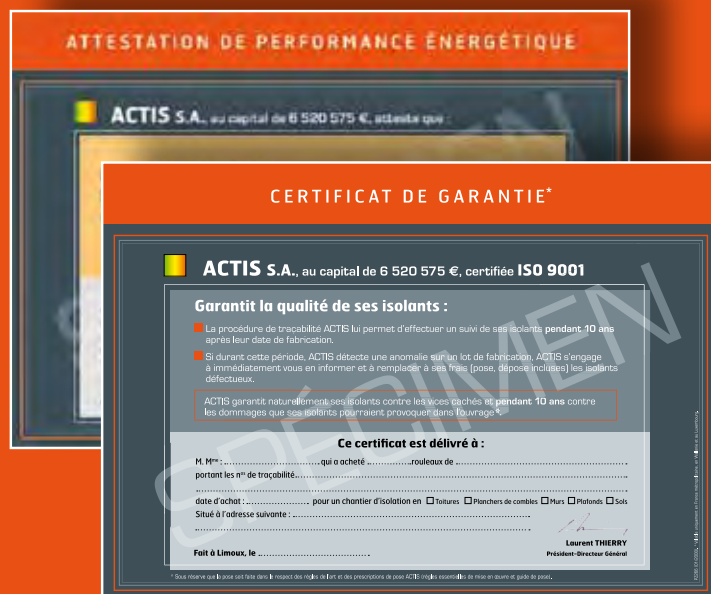 ATTESTATION DE PERFORMANCE ÉNERGÉTIQUE
ACTIS S.A., au capital de 6 520 575 €, atteste que :
CERTIFICAT DE GARANTIE*
ACTIS S.A., au capital de 6 520 575 €, certifiée ISO 9001
Garantit la qualité de ses isolants :
La procédure de tracabilité ACTIS lui permet d'effectuer un suivi de ses isolants pendant 10 ans
après leur date de fabrication.
Si durant cette période, ACTIS détecte une anomalie sur un lot de fabrication, ACTIS s'engage
à immédiatement vous en informer et à remplacer à ses frais (pose, dépose incluses) les isolants
défectueux.
ACTIS garantit naturellement ses isolants contre les vices cachés et pendant 10 ans contre
les dommages que ses isolants pourraient provoquer dans l'ouvrage*.
SPÉCIMEN
Ce certificat est délivré à :
M. Mme : ........ qui a acheté ........ rouleaux de ........
portant les nos de traçabilité ........
date d'achat : ........ pour un chantier d'isolation en ☐ Toitures ☐ Planchers de combles ☐ Murs ☐ Plafonds ☐ Sols
Situé à l'adresse suivante : ........
Laurent THIERRY
Fait à Limoux, le ........ Président-Directeur Général
* Sous réserve que la pose soit faite dans le respect des règles de l'art et des prescriptions de pose ACTIS (règles essentielles de mise en œuvre et guide de pose).